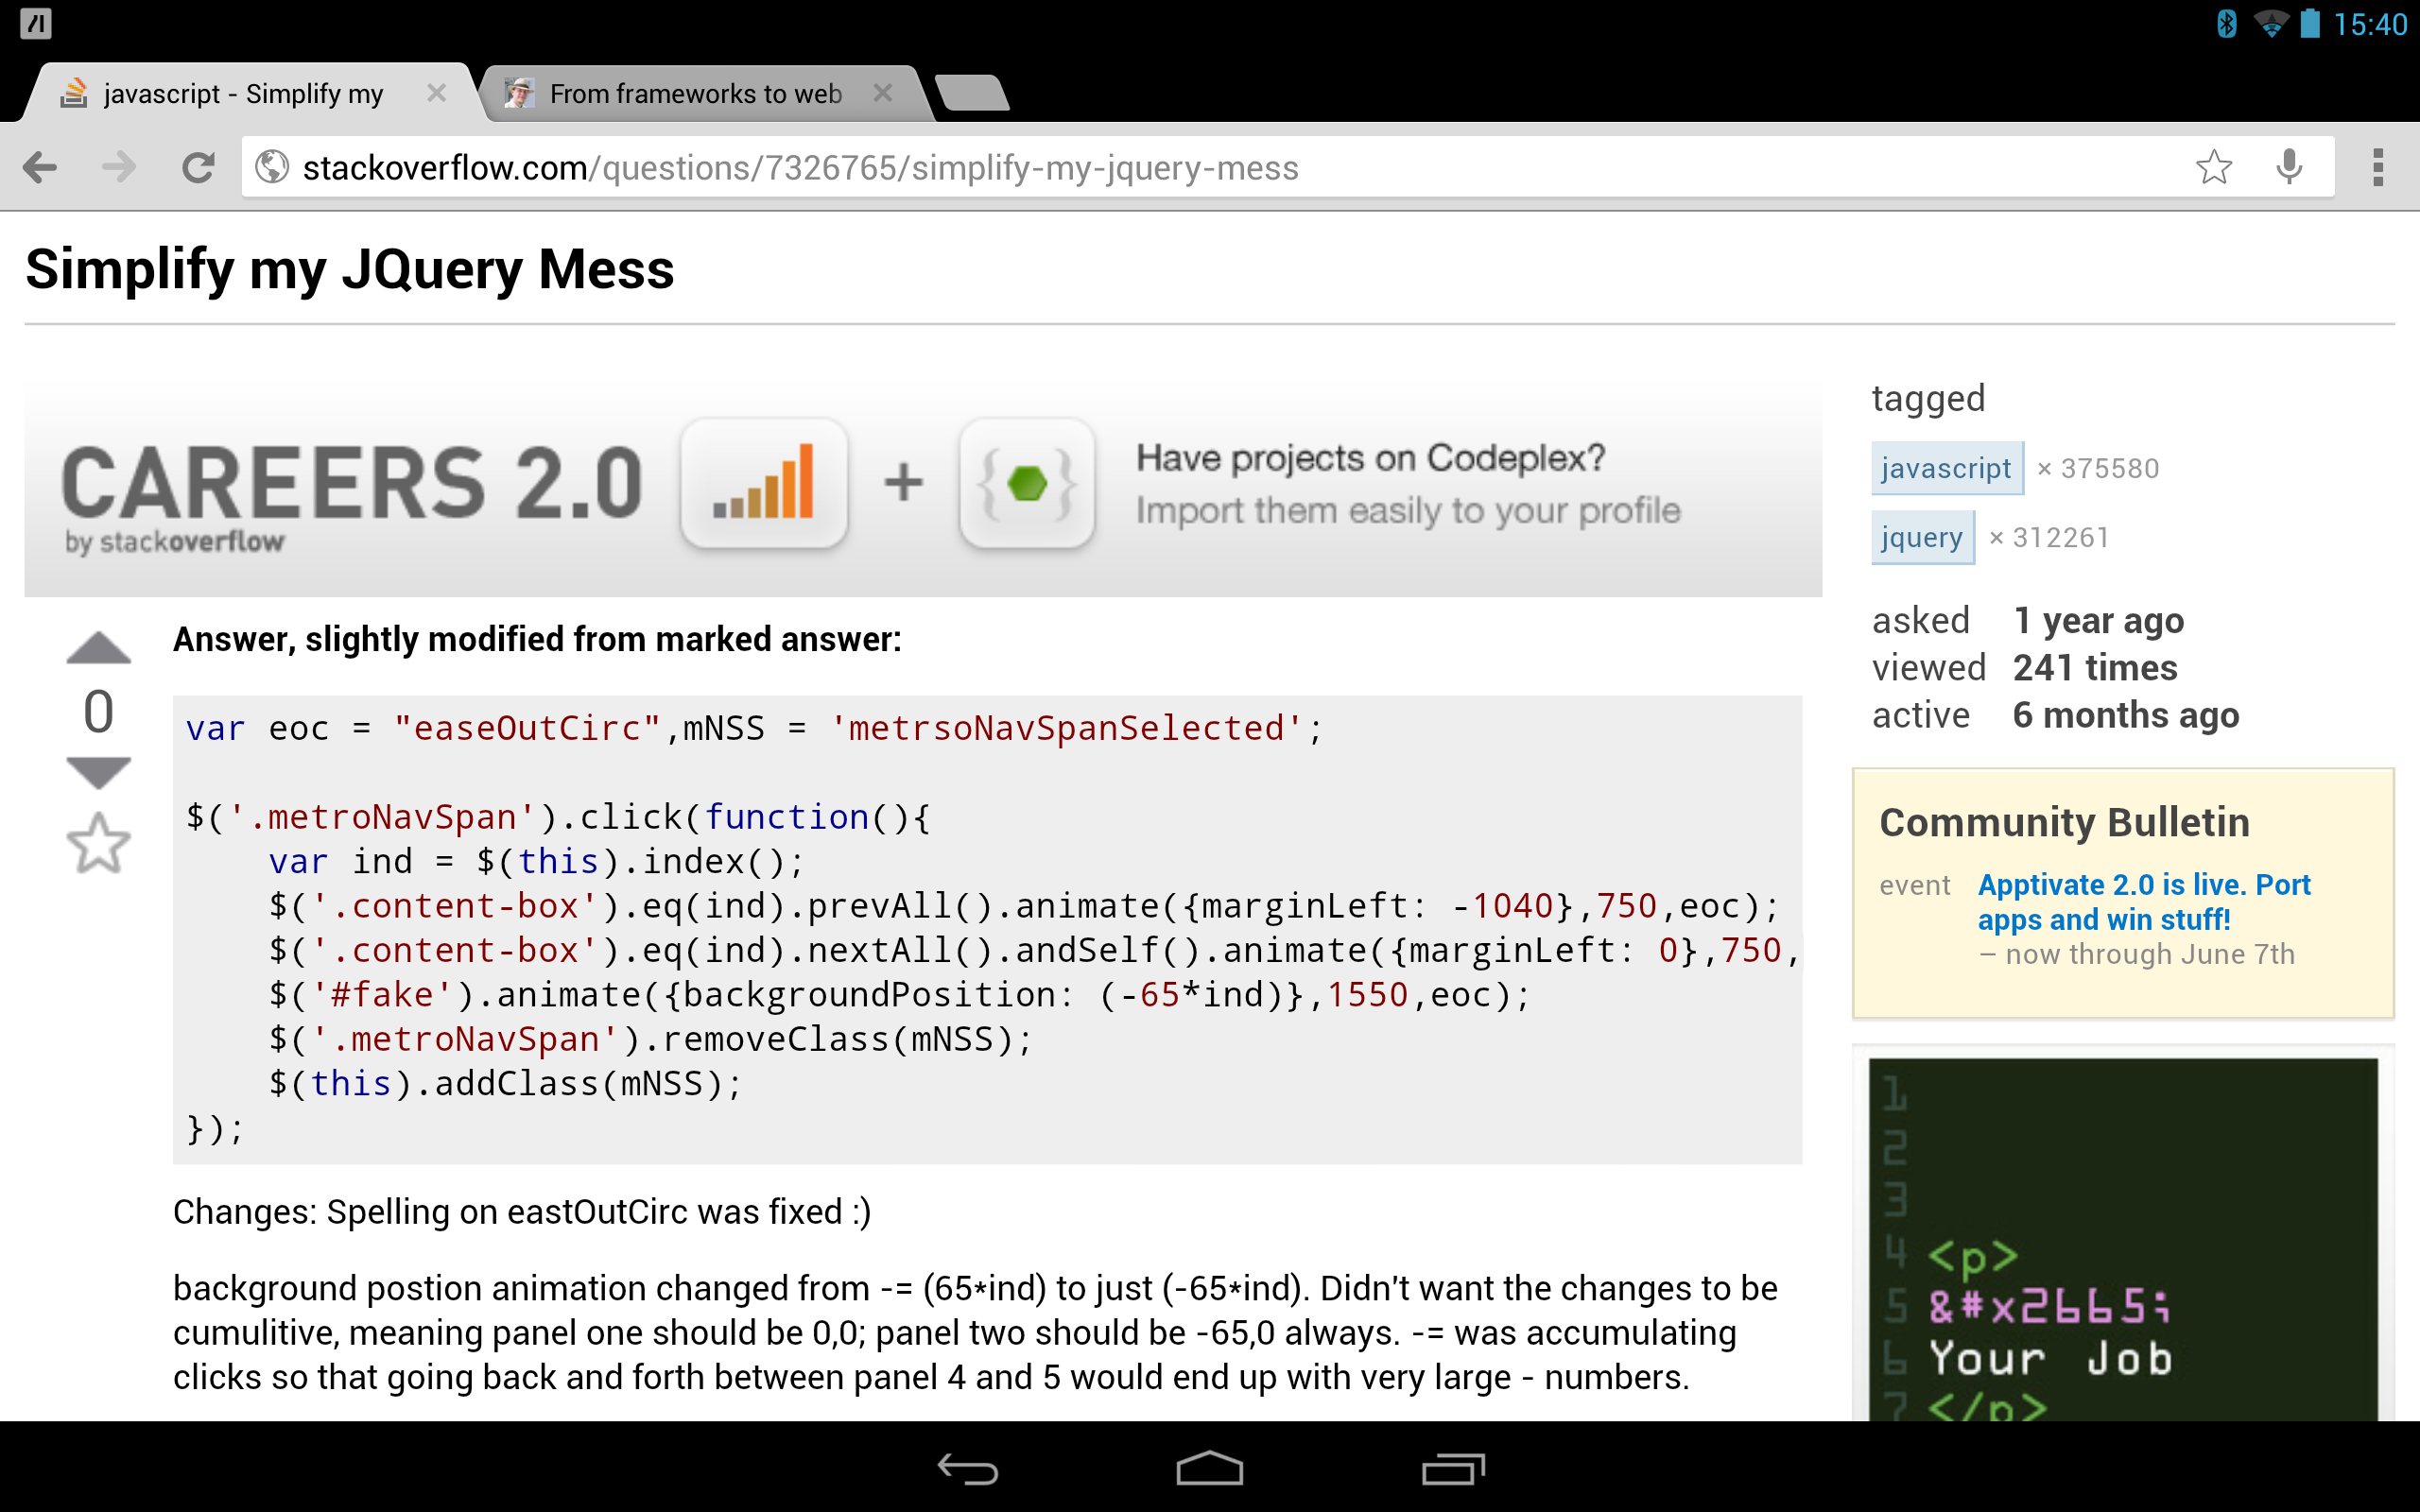 15:40
javascript - Simplify my
From frameworks to web
stackoverflow.com/questions/7326765/simplify-my-jquery-mess
Simplify my JQuery Mess
CAREERS 2.0
by stackoverflow
+
Have projects on Codeplex?
Import them easily to your profile
tagged
javascript × 375580
jquery × 312261
asked 1 year ago
viewed 241 times
active 6 months ago
0
Answer, slightly modified from marked answer:
var eoc = "easeOutCirc",mNSS = 'metrsoNavSpanSelected';
$('.metroNavSpan').click(function(){
    var ind = $(this).index();
    $('.content-box').eq(ind).prevAll().animate({marginLeft: -1040},750,eoc);
    $('.content-box').eq(ind).nextAll().andSelf().animate({marginLeft: 0},750,
    $('#fake').animate({backgroundPosition: (-65*ind)},1550,eoc);
    $('.metroNavSpan').removeClass(mNSS);
    $(this).addClass(mNSS);
});
Changes: Spelling on eastOutCirc was fixed :)
background postion animation changed from -= (65*ind) to just (-65*ind). Didn't want the changes to be
cumulitive, meaning panel one should be 0,0; panel two should be -65,0 always. -= was accumulating
clicks so that going back and forth between panel 4 and 5 would end up with very large - numbers.
Community Bulletin
event Apptivate 2.0 is live. Port
apps and win stuff!
– now through June 7th
1
2
3
4 <p>
5 &#x2665;
6 Your Job
7 </p>